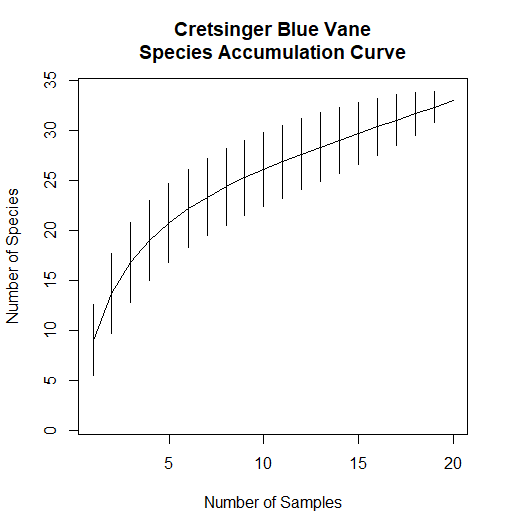 Cretsinger Blue Vane
Species Accumulation Curve
Number of Species
35
30
25
20
15
10
5
0
5 10 15 20
Number of Samples